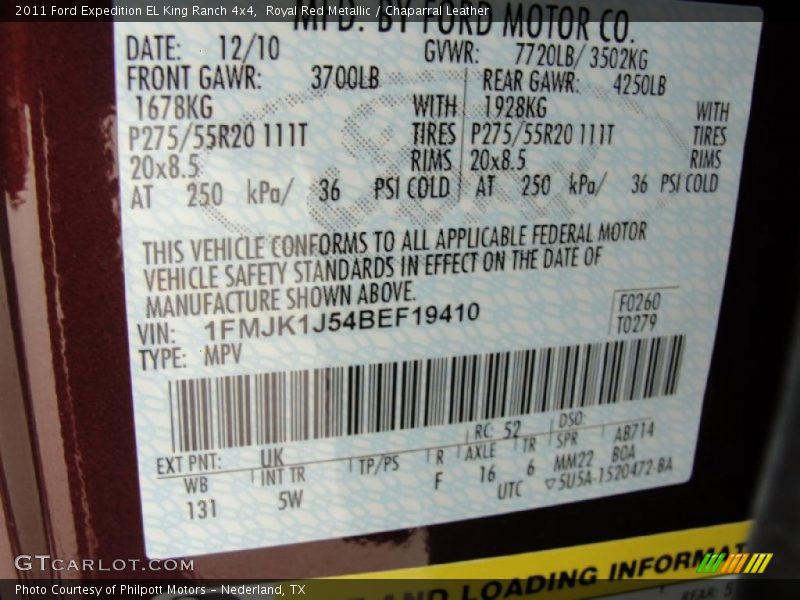 2011 Ford Expedition EL King Ranch 4x4, Royal Red Metallic / Chaparral Leather
MFD. BY FORD MOTOR CO.
DATE: 12/10 GVWR: 7720LB/ 3502KG
FRONT GAWR: 3700LB REAR GAWR: 4250LB
1678KG WITH 1928KG WITH
P275/55R20 111T TIRES P275/55R20 111T TIRES
20x8.5 RIMS 20x8.5 RIMS
AT 250 kPa/ 36 PSI COLD AT 250 kPa/ 36 PSI COLD
THIS VEHICLE CONFORMS TO ALL APPLICABLE FEDERAL MOTOR
VEHICLE SAFETY STANDARDS IN EFFECT ON THE DATE OF
MANUFACTURE SHOWN ABOVE.
VIN: 1FMJK1J54BEF19410 F0260
TYPE: MPV T0279
EXT PNT: UK RC: 52 DSO:
WB INT TR TP/PS R AXLE TR SPR AB714
131 5W F 16 6 MM22 BOA
UTC ▽5U5A-1520472-BA
AND LOADING INFORMAT
REAR: 5
GTCARLOT.COM
Photo Courtesy of Philpott Motors – Nederland, TX